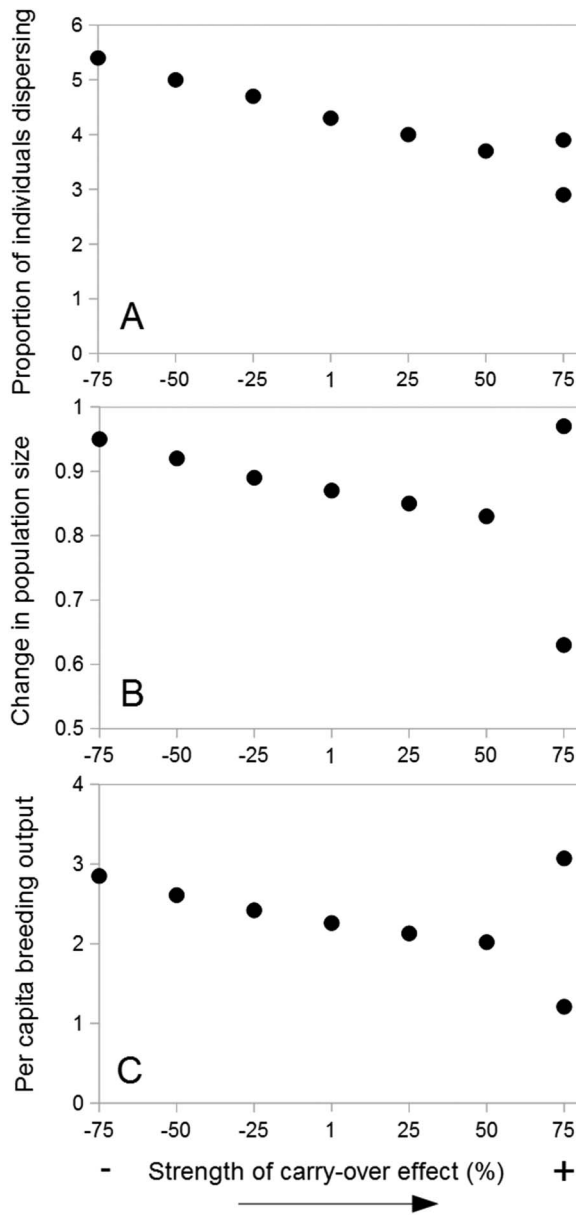 Proportion of individuals dispersing
6
5
4
3
2
1
0
A
-75 -50 -25 1 25 50 75
Change in population size
1
0.9
0.8
0.7
0.6
0.5
B
-75 -50 -25 1 25 50 75
Per capita breeding output
4
3
2
1
0
C
-75 -50 -25 1 25 50 75
- Strength of carry-over effect (%) +